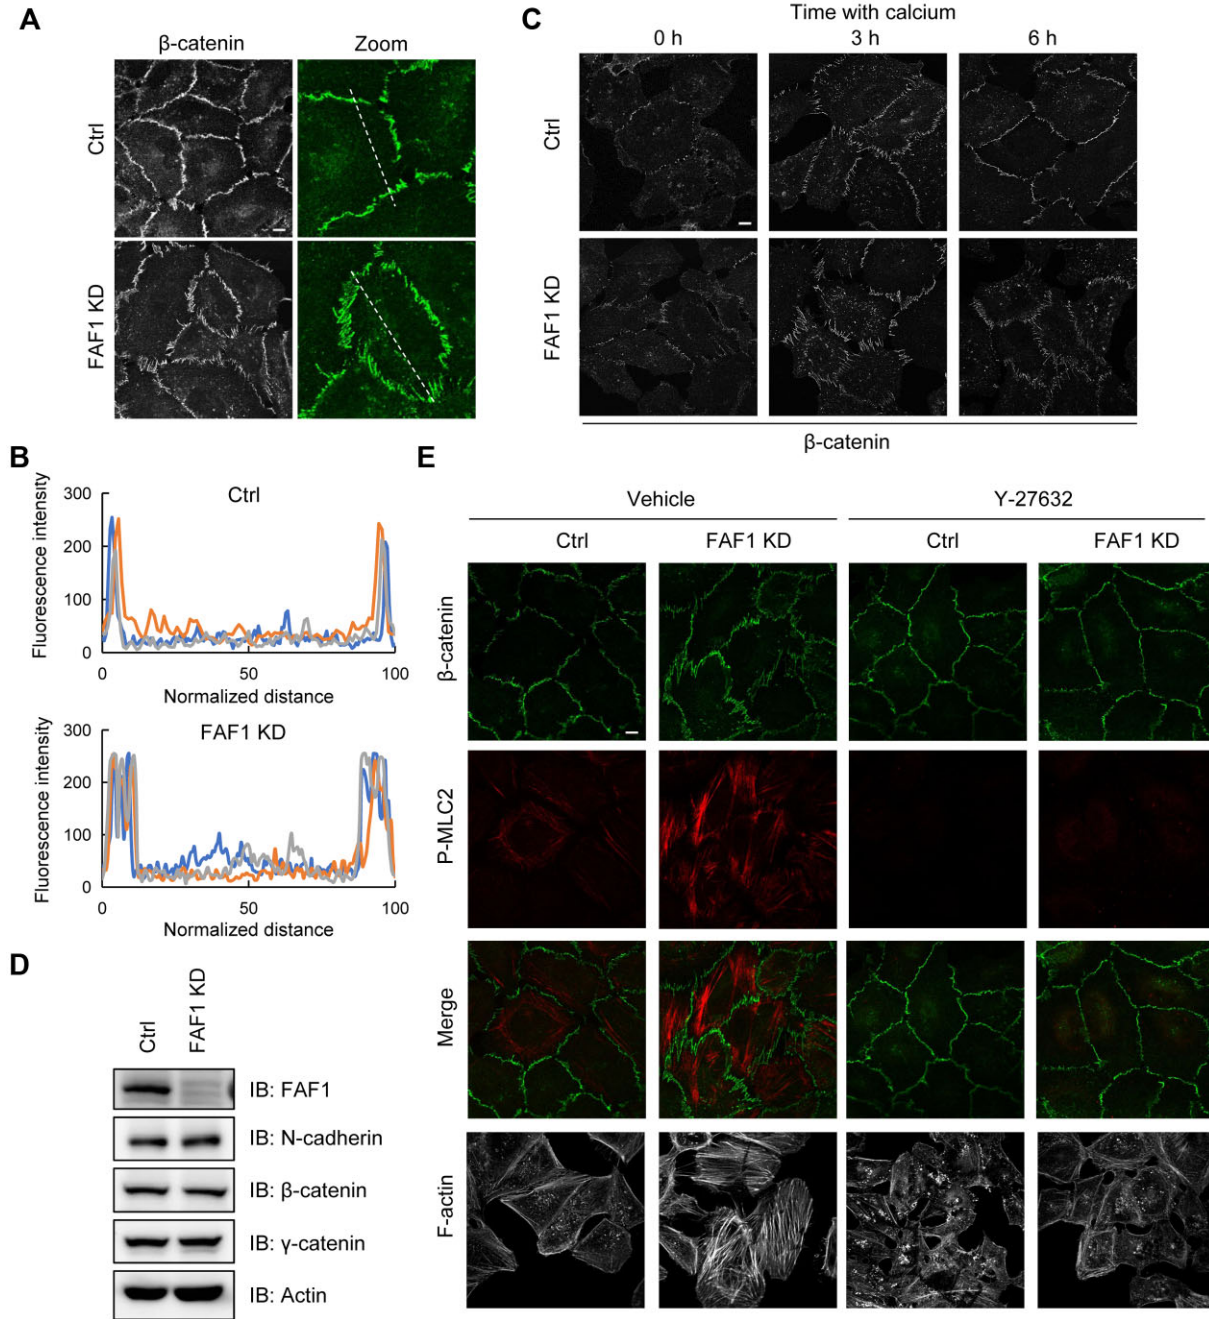 A
β-catenin Zoom
Ctrl
FAF1 KD
C
Time with calcium
0 h 3 h 6 h
Ctrl
FAF1 KD
β-catenin
B
Ctrl
Fluorescence intensity
300
200
100
0
0 50 100
Normalized distance
FAF1 KD
Fluorescence intensity
300
200
100
0
0 50 100
Normalized distance
D
Ctrl
FAF1 KD
IB: FAF1
IB: N-cadherin
IB: β-catenin
IB: γ-catenin
IB: Actin
E
Vehicle Y-27632
Ctrl FAF1 KD Ctrl FAF1 KD
β-catenin
P-MLC2
Merge
F-actin